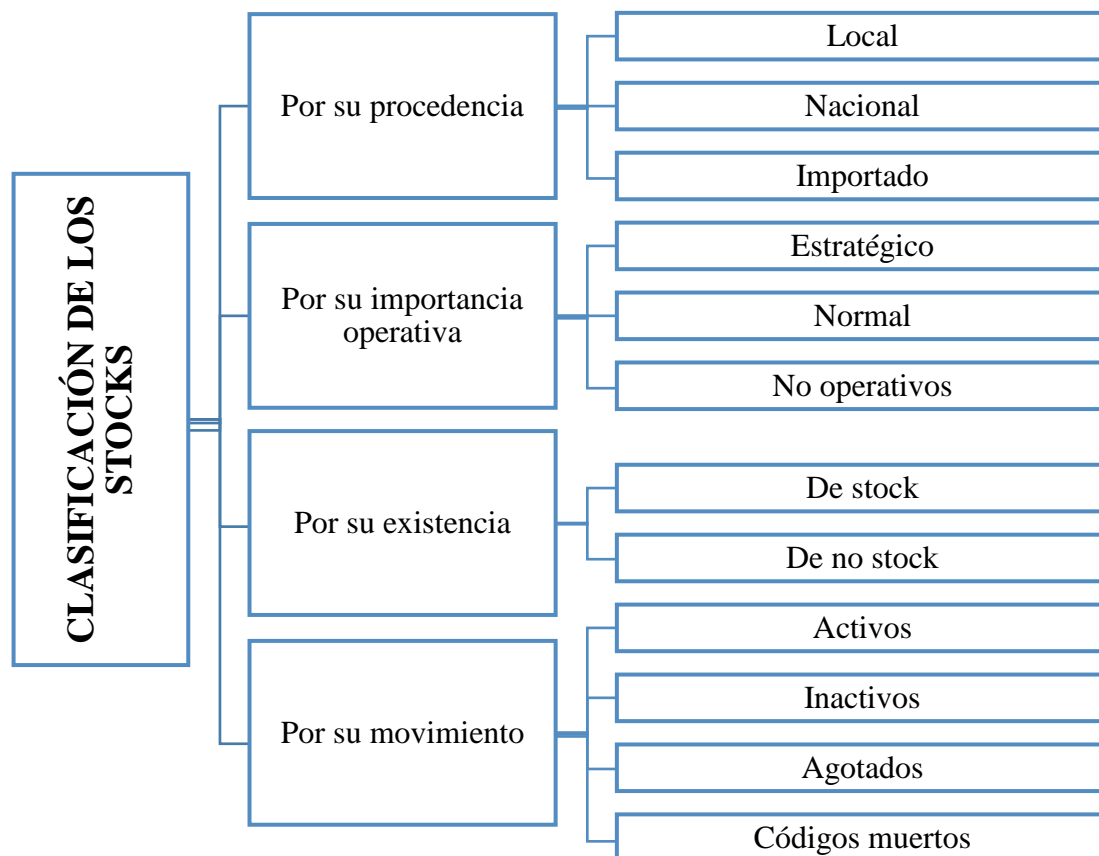 CLASIFICACIÓN DE LOS
STOCKS
Por su procedencia
Local
Nacional
Importado
Por su importancia
operativa
Estratégico
Normal
No operativos
Por su existencia
De stock
De no stock
Por su movimiento
Activos
Inactivos
Agotados
Códigos muertos